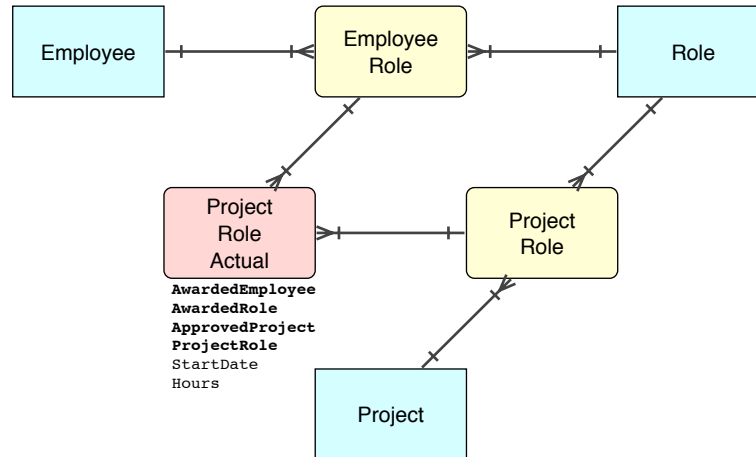 Employee
Employee
Role
Role
Project
Role
Actual
Project
Role
AwardedEmployee
AwardedRole
ApprovedProject
ProjectRole
StartDate
Hours
Project